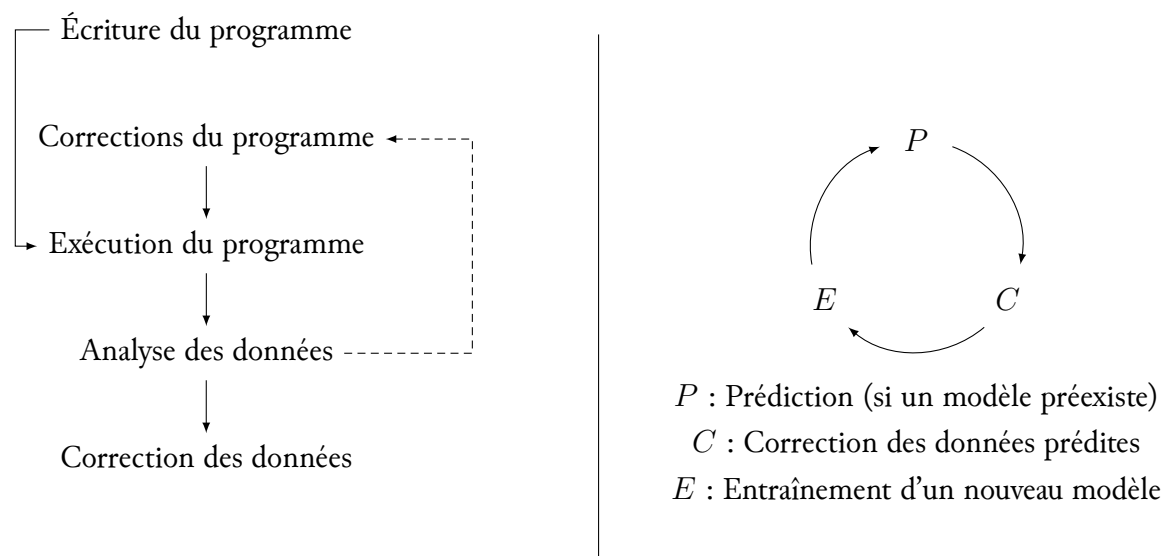 Écriture du programme
Corrections du programme
Exécution du programme
Analyse des données
Correction des données
P
E
C
P : Prédiction (si un modèle préexiste)
C : Correction des données prédites
E : Entraînement d'un nouveau modèle